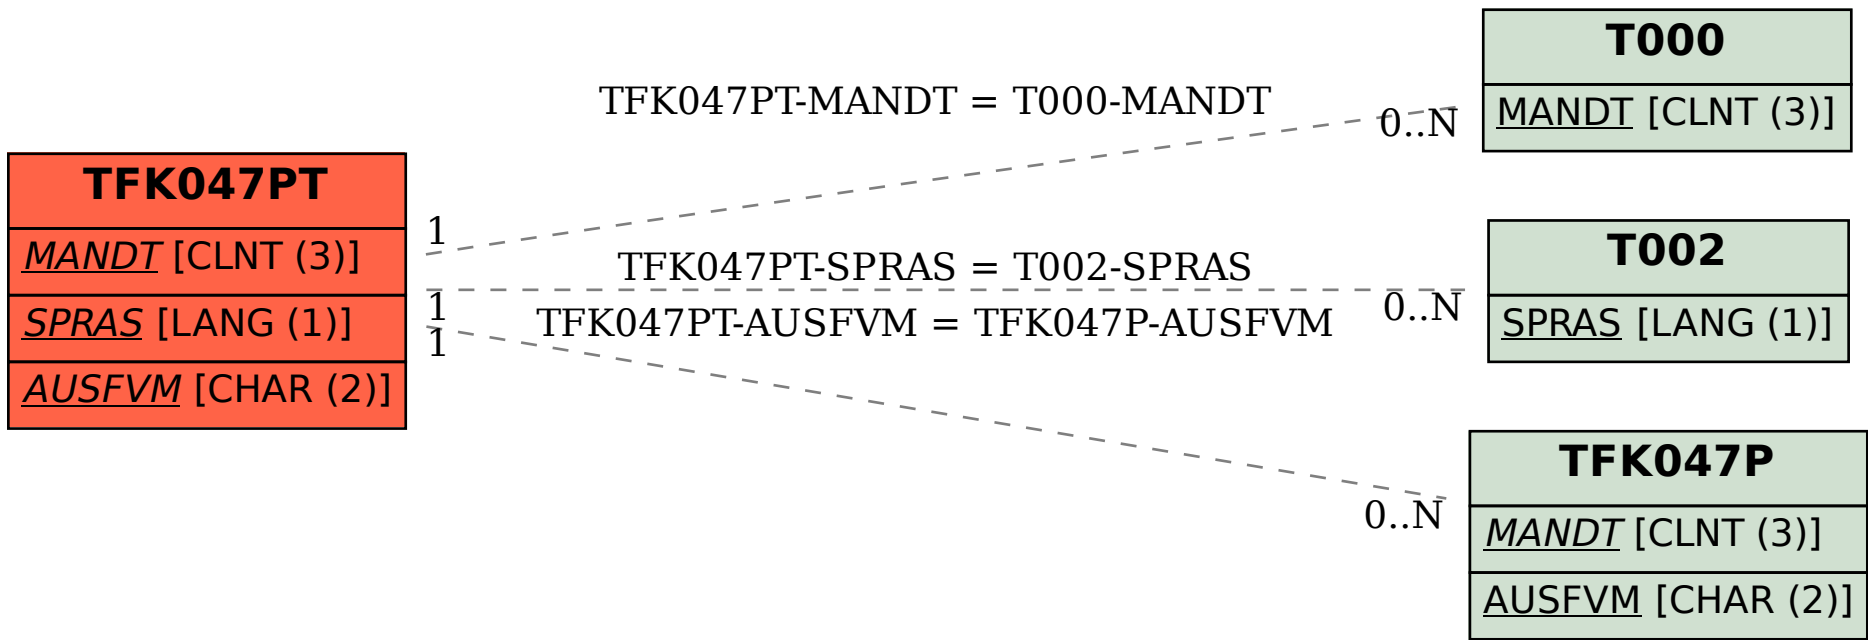 TFK047PT
MANDT [CLNT (3)]
SPRAS [LANG (1)]
AUSFVM [CHAR (2)]
TFK047PT-MANDT = T000-MANDT
1
0..N
TFK047PT-SPRAS = T002-SPRAS
1
0..N
TFK047PT-AUSFVM = TFK047P-AUSFVM
1
0..N
T000
MANDT [CLNT (3)]
T002
SPRAS [LANG (1)]
TFK047P
MANDT [CLNT (3)]
AUSFVM [CHAR (2)]